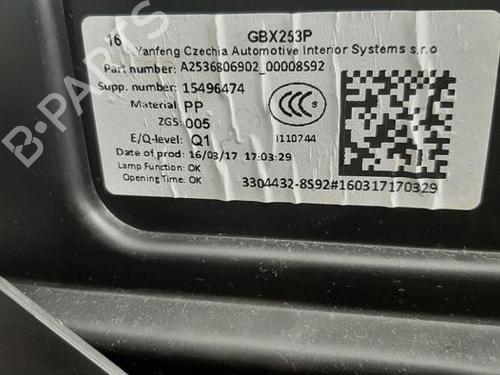 16 GBX253P
Yanfeng Czechia Automotive Interior Systems s.r.o
Part number: A2536806902_00008S92
Supp. number: 15496474
Material: PP
ZGS: 005
E/Q-level: Q1
CCC
I110744
Date of prod: 16/03/17 17:03:29
Lamp Function: OK
Opening Time: OK
3304432-8S92#160317170329
B-PARTS